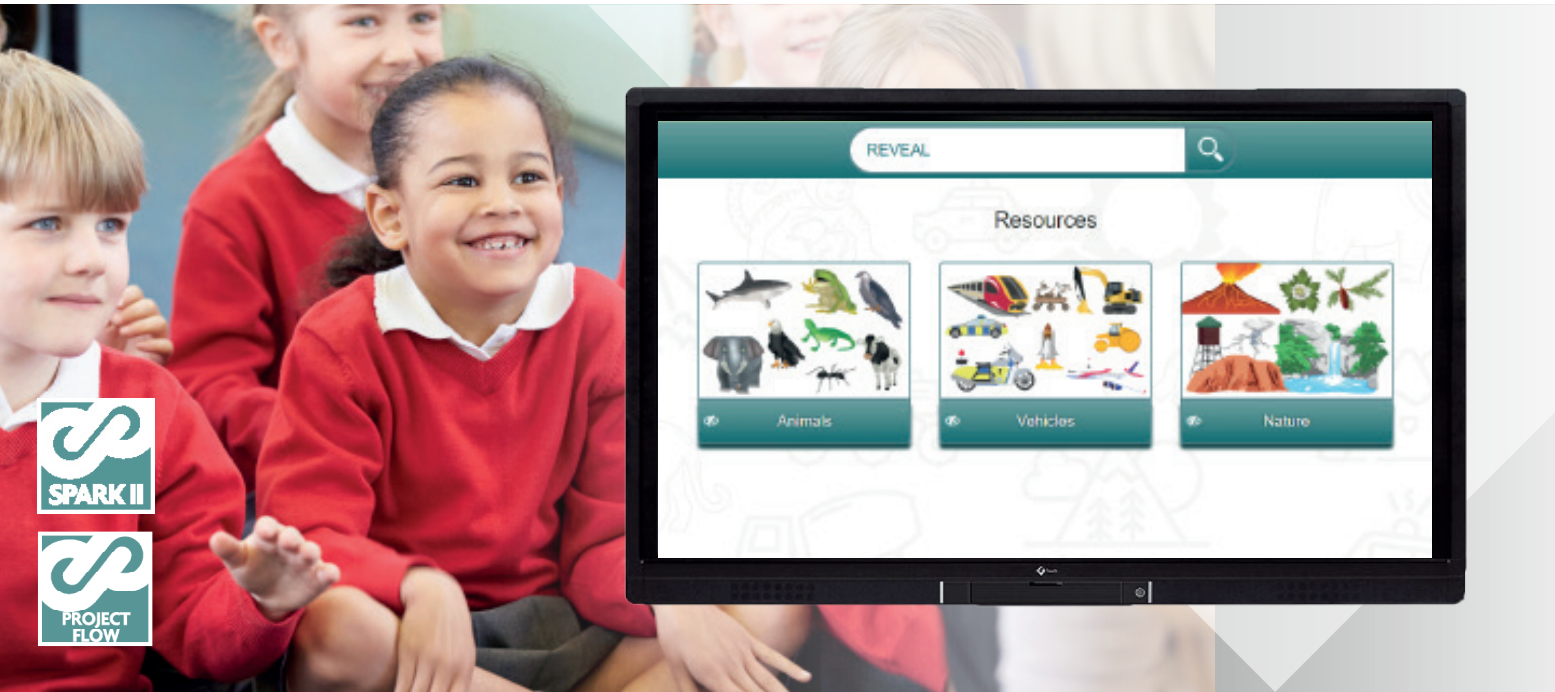 REVEAL
Resources
Animals
Vehicles
Nature
SPARK II
PROJECT
FLOW